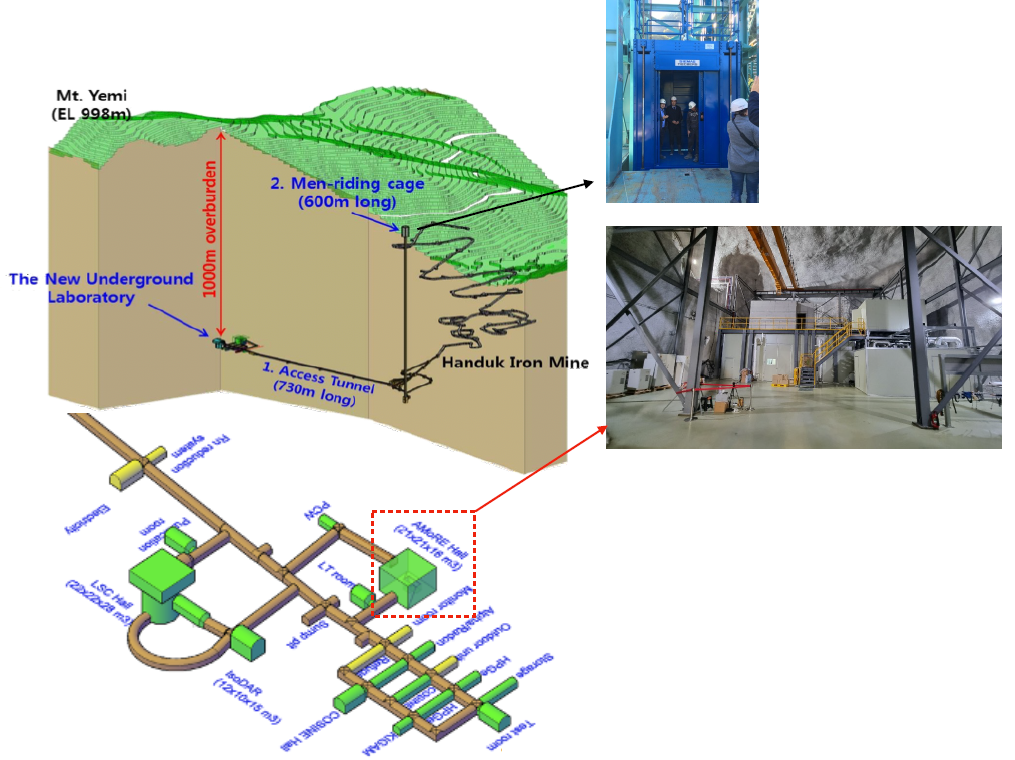 Mt. Yemi
(EL 998m)
1000m overburden
2. Men-riding cage
(600m long)
The New Underground
Laboratory
1. Access Tunnel
(730m long)
Handuk Iron Mine
Rn reduction
system
Electricity
room
LSC Hall
(22x22x28 m3)
PCW
AMoRE Hall
(21x21x16 m3)
LT room
Sump pit
IsoDAR
(12x10x15 m3)
Monitor room
Alpha/Radon
Outdoor unit
HPGe
Storage
COSINE Hall
HPGe
KIGAM
Test room